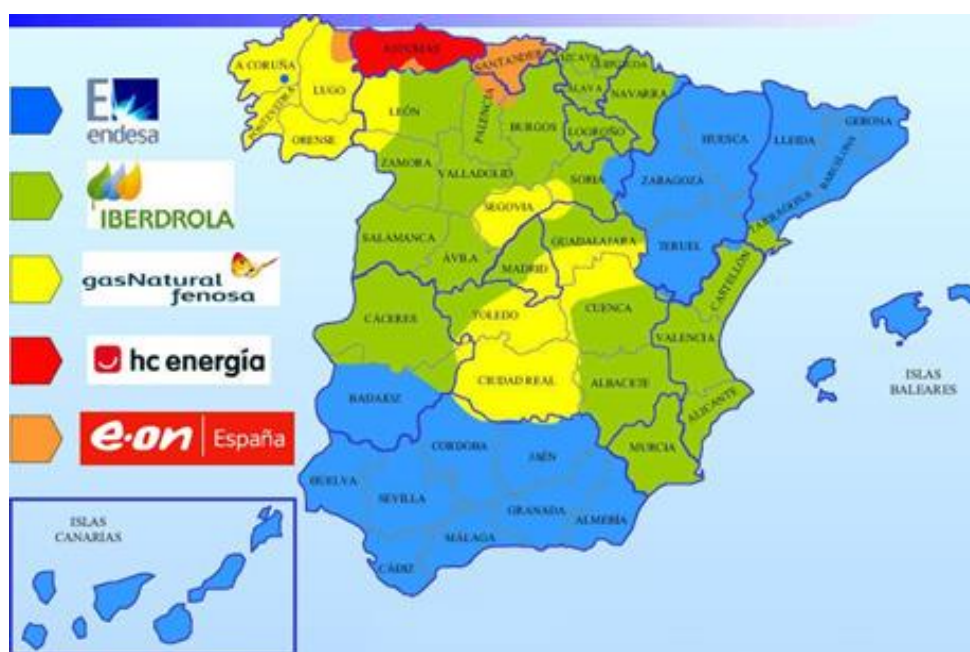 endesa
IBERDROLA
gasNatural
fenosa
hc energía
e·on España
ISLAS
CANARIAS
A CORUÑA
LUGO
PONTEVEDRA
ORENSE
ASTURIAS
SANTANDER
VIZCAYA
GUIPUZCOA
ALAVA
NAVARRA
LEÓN
PALENCIA
BURGOS
LOGROÑO
HUESCA
LLEIDA
GERONA
BARCELONA
TARRAGONA
ZAMORA
VALLADOLID
SORIA
ZARAGOZA
SEGOVIA
SALAMANCA
ÁVILA
MADRID
GUADALAJARA
TERUEL
CASTELLÓN
CÁCERES
TOLEDO
CUENCA
VALENCIA
ISLAS
BALEARES
BADAJOZ
CIUDAD REAL
ALBACETE
ALICANTE
MURCIA
CORDOBA
JAÉN
HUELVA
SEVILLA
GRANADA
ALMERÍA
MÁLAGA
CÁDIZ